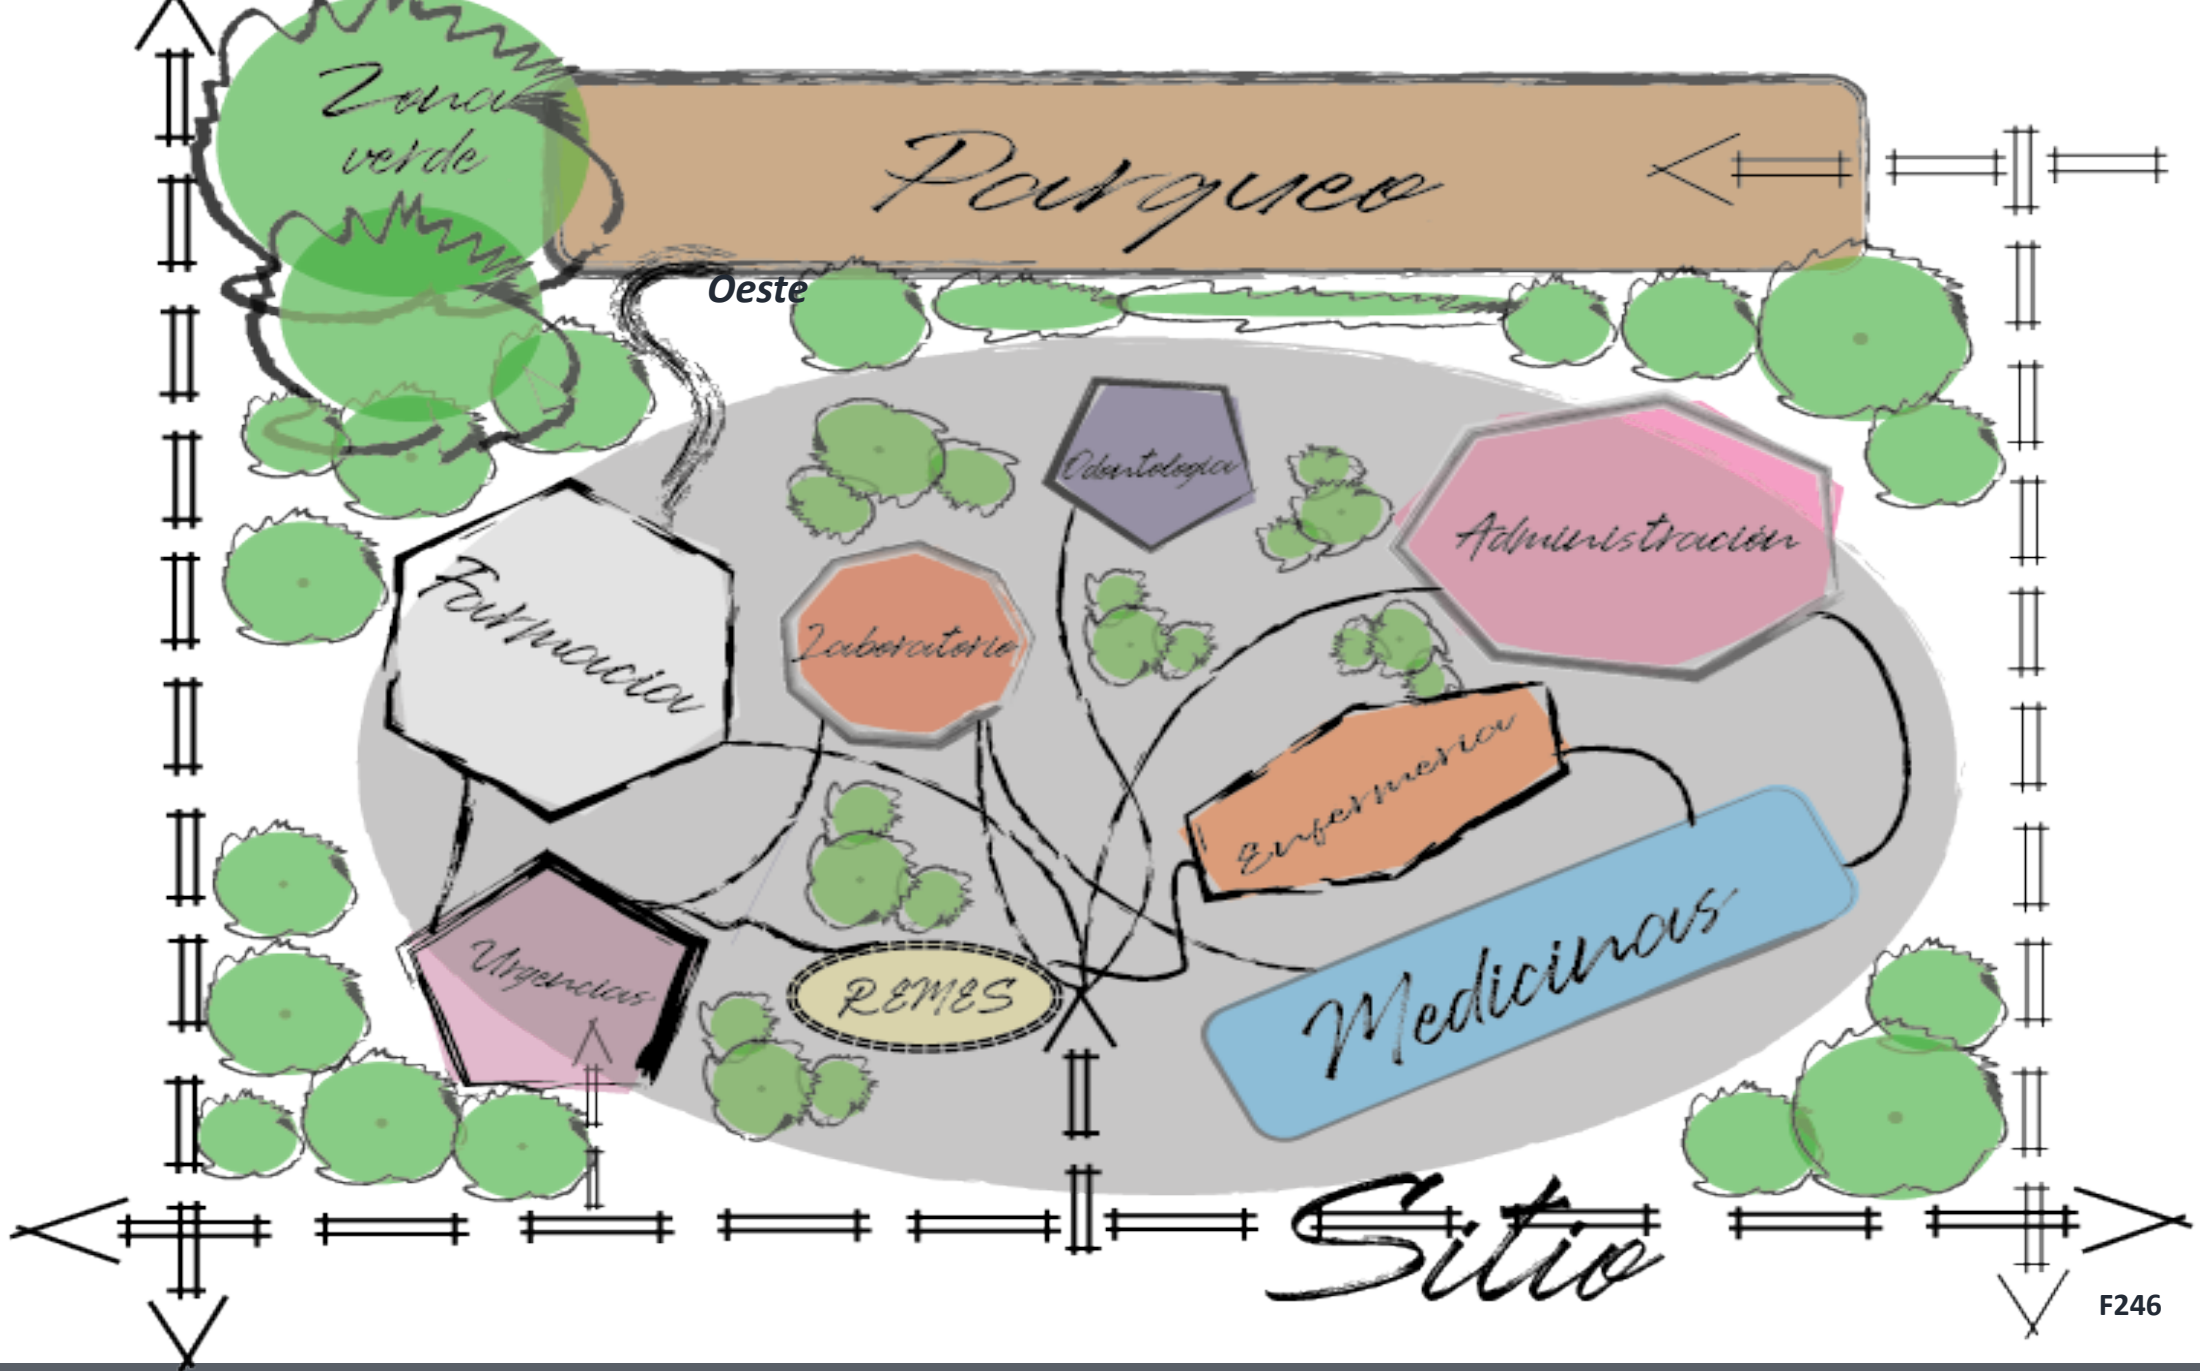 Zona
verde
Parqueo
Oeste
Odontologia
Administración
Farmacia
Laboratorio
Enfermeria
Urgencias
REMES
Medicinas
Sitio
F246